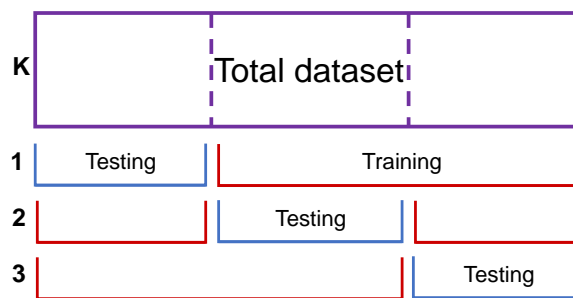 K Total dataset
1 Testing Training
2 Testing
3 Testing